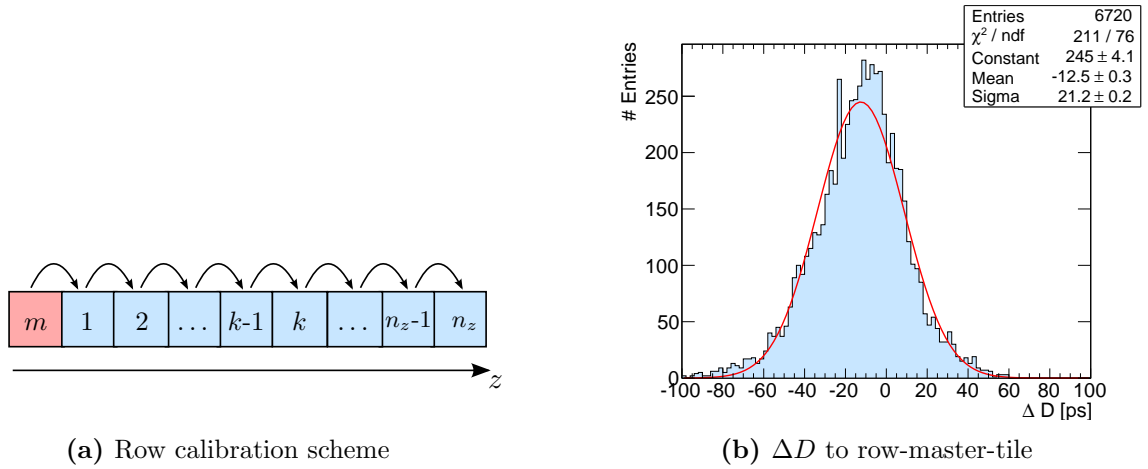 m 1 2 ... k-1 k ... n_z-1 n_z
z
(a) Row calibration scheme
Entries 6720
χ² / ndf 211 / 76
Constant 245 ± 4.1
Mean -12.5 ± 0.3
Sigma 21.2 ± 0.2
# Entries
250
200
150
100
50
0
-100 -80 -60 -40 -20 0 20 40 60 80 100
Δ D [ps]
(b) ΔD to row-master-tile